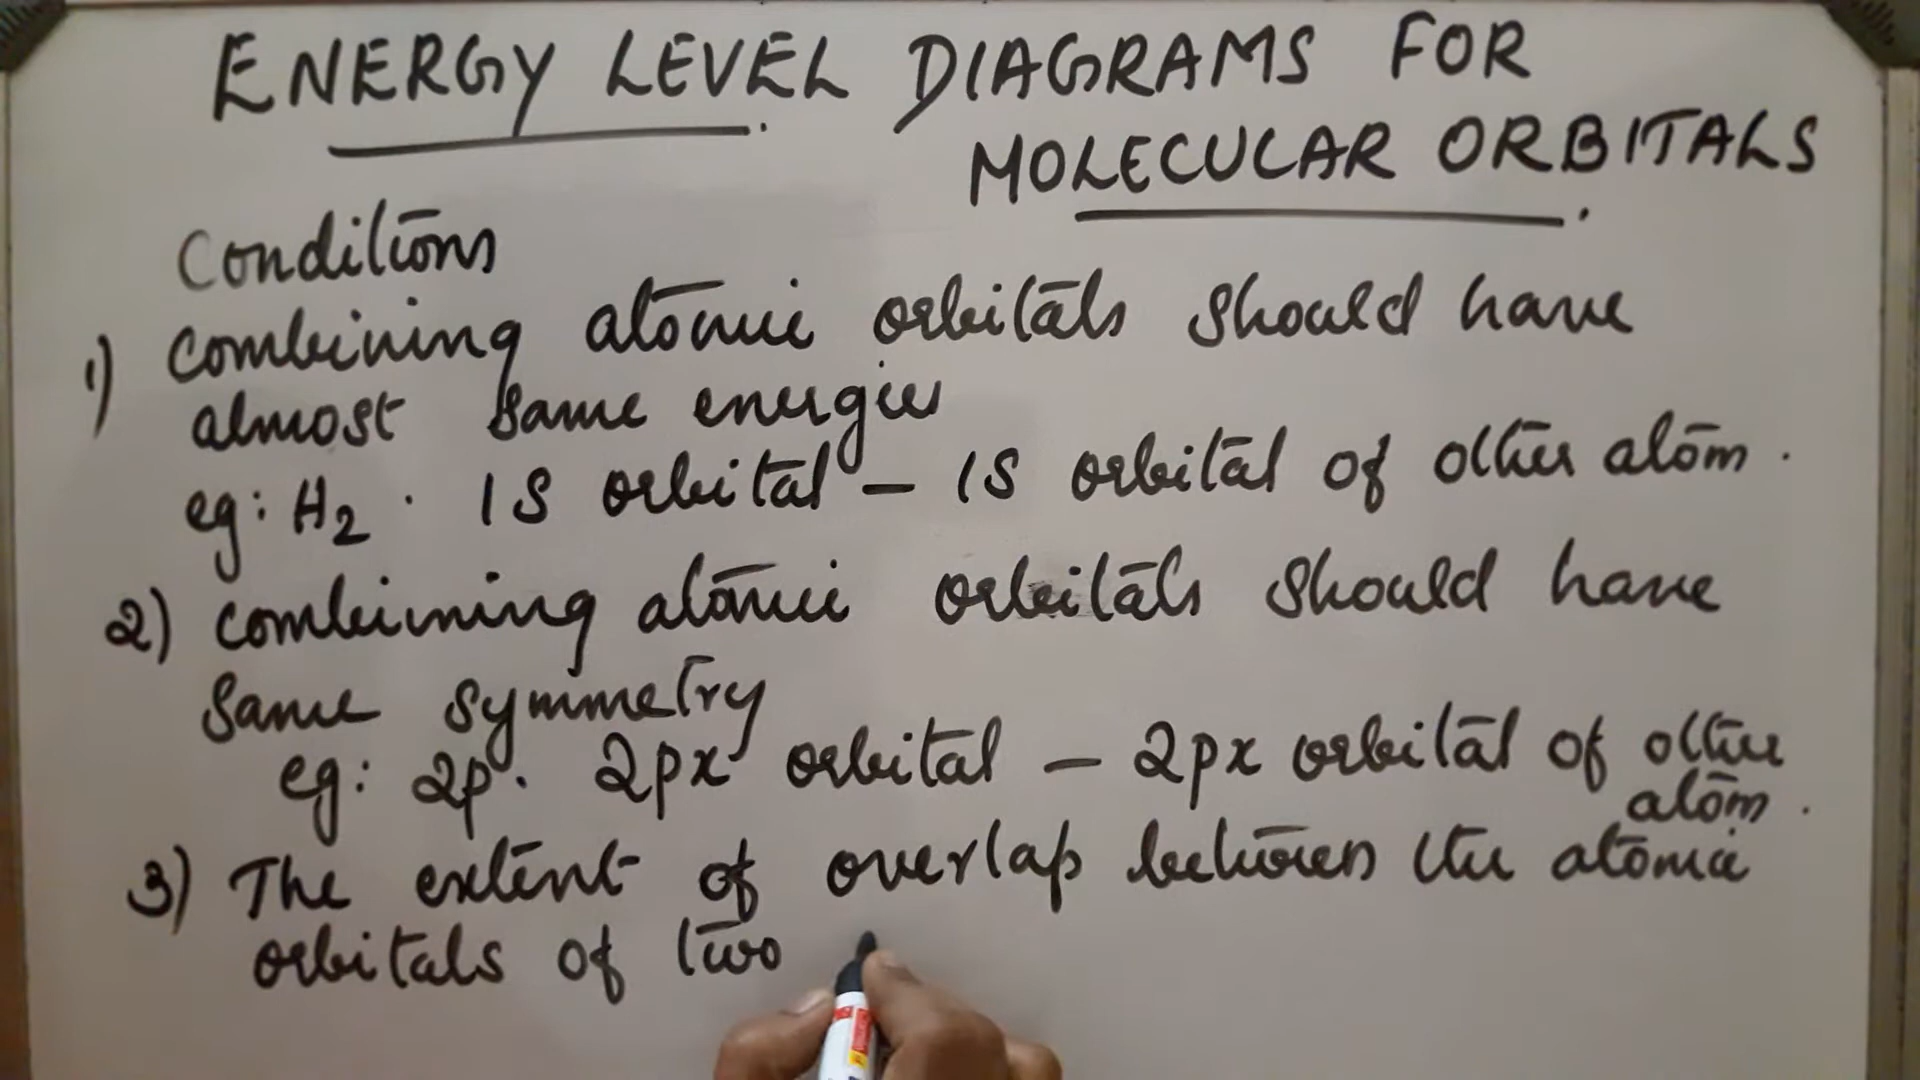 ENERGY LEVEL DIAGRAMS FOR
MOLECULAR ORBITALS
Conditions
1) Combining atomic orbitals should have
almost same energies
eg: H2. 1S orbital - 1S orbital of other atom.
2) combinining atomic orbitals should have
same symmetry
eg: 2p. 2px orbital - 2px orbital of other
atom.
3) The extent of overlap between the atomic
orbitals of two